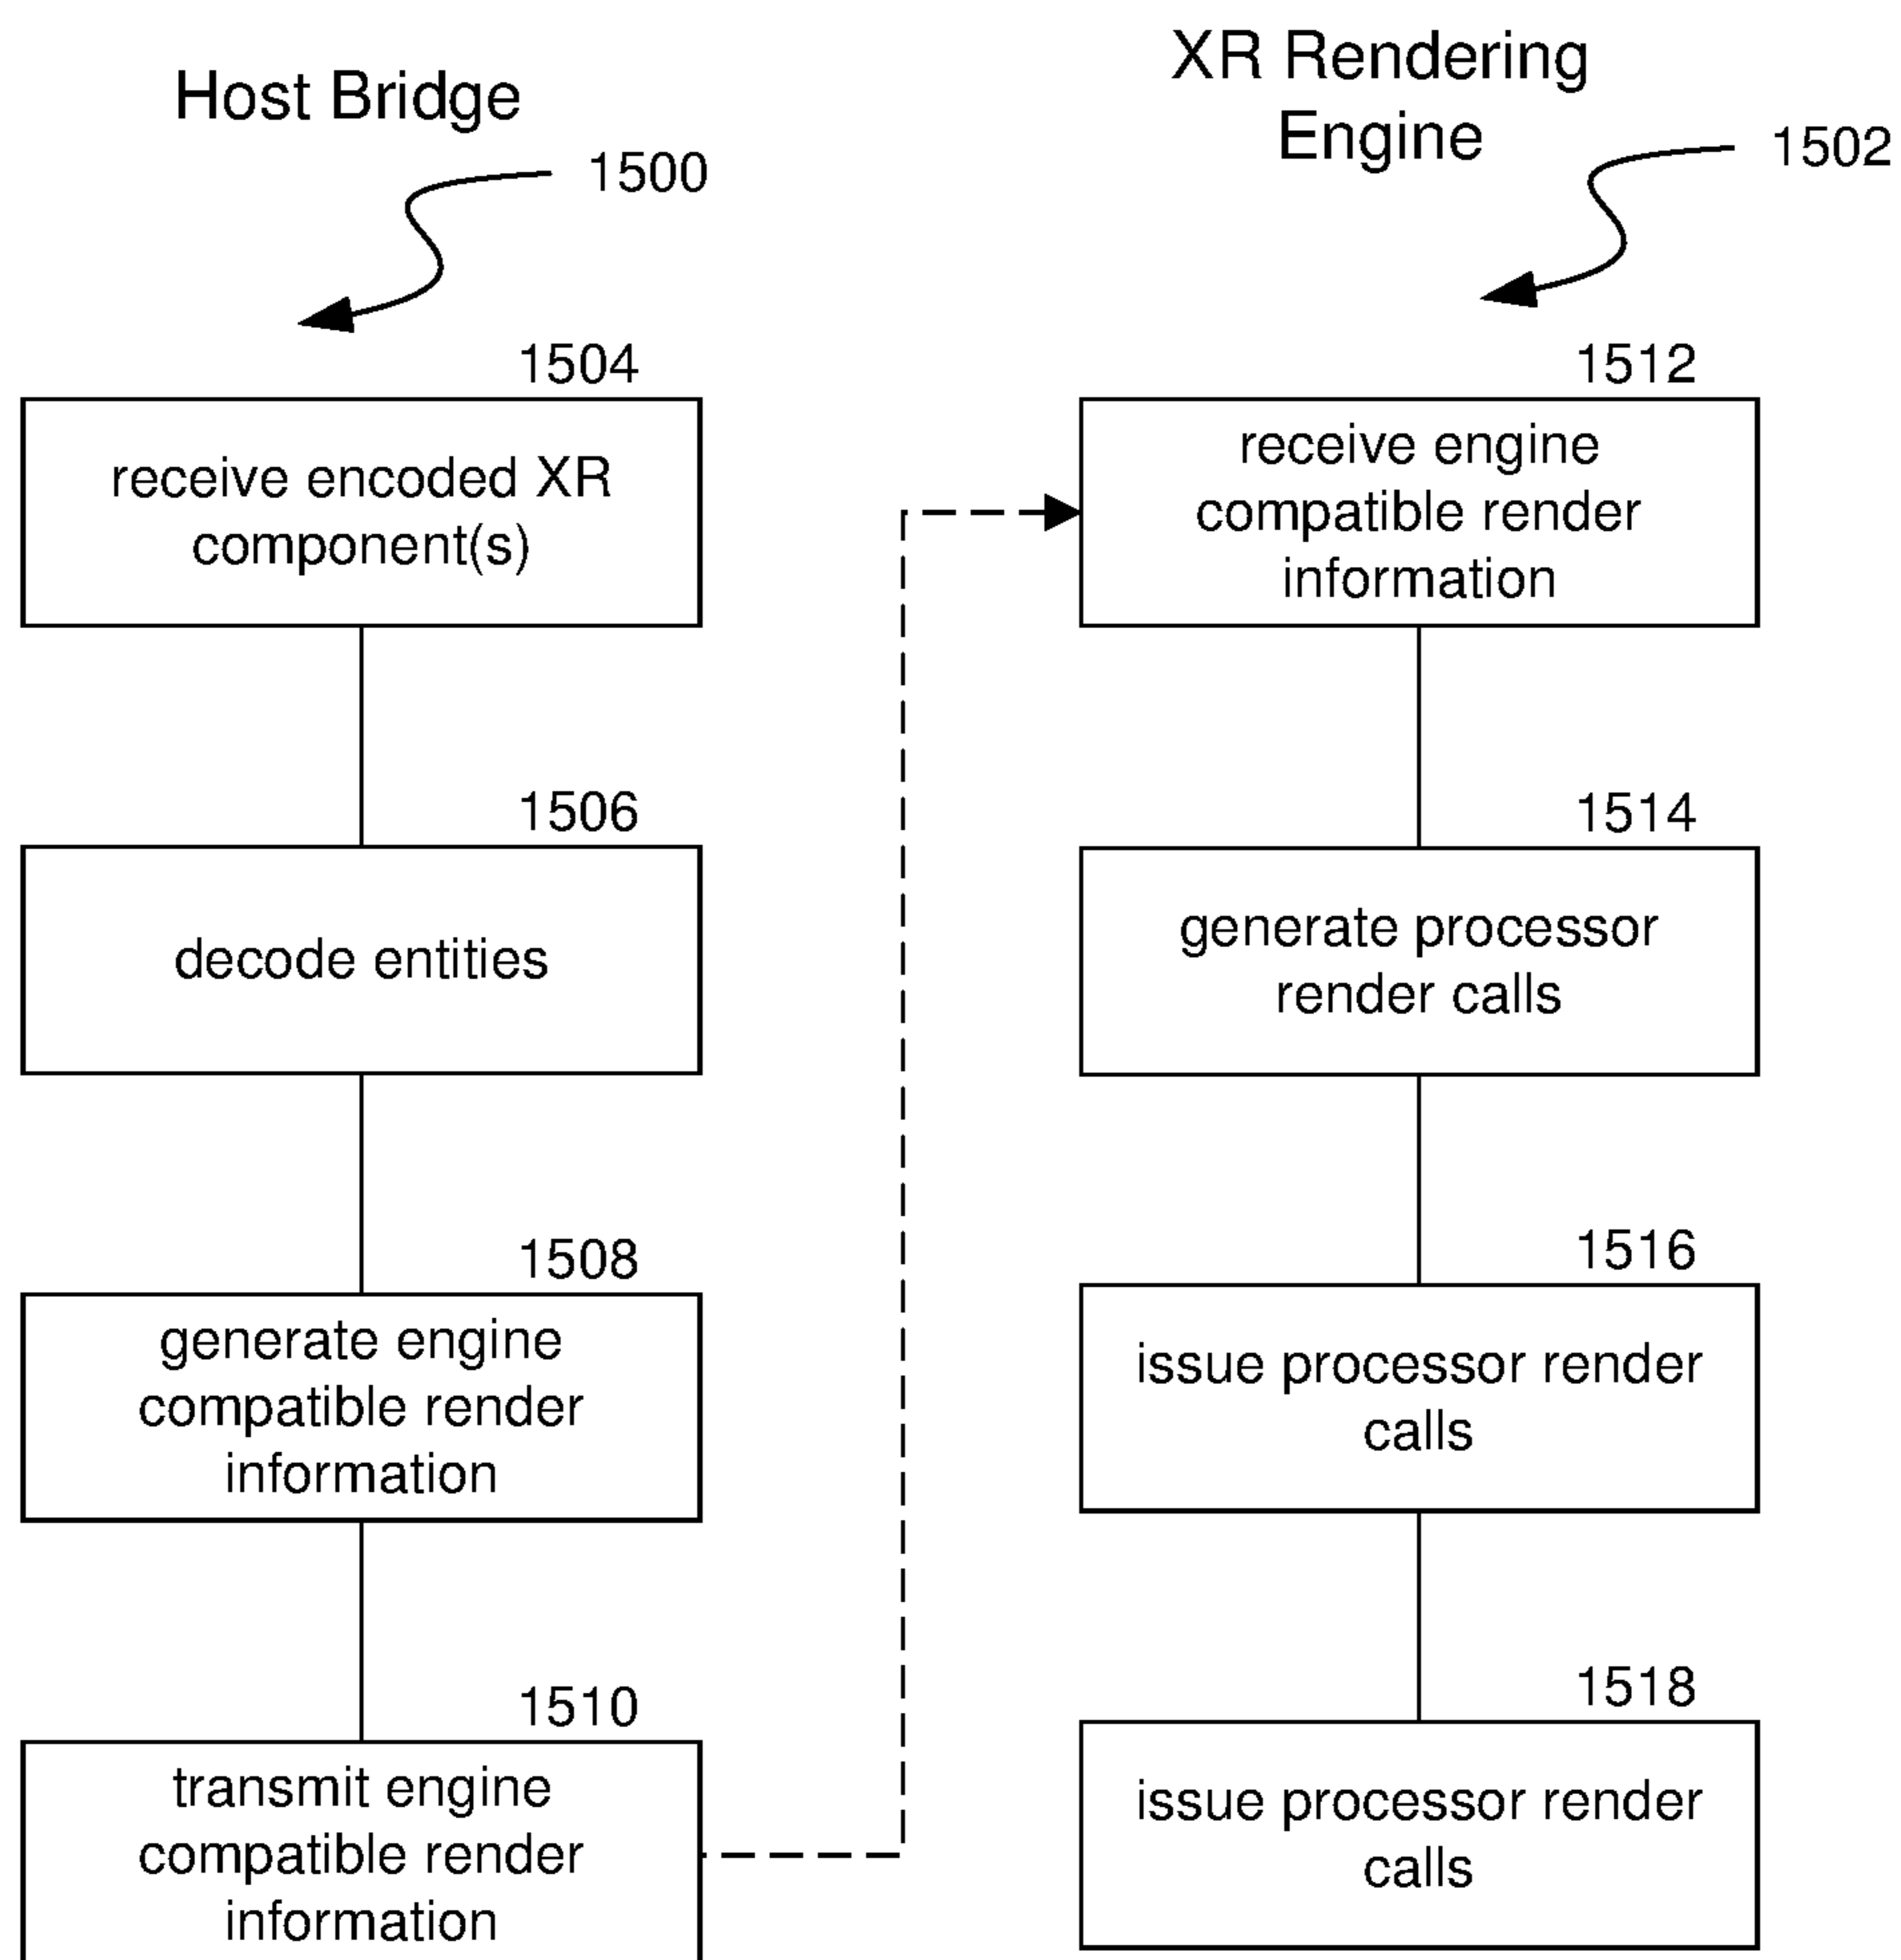 Host Bridge
1500
1504
receive encoded XR
component(s)
1506
decode entities
1508
generate engine
compatible render
information
1510
transmit engine
compatible render
information
XR Rendering
Engine
1502
1512
receive engine
compatible render
information
1514
generate processor
render calls
1516
issue processor render
calls
1518
issue processor render
calls